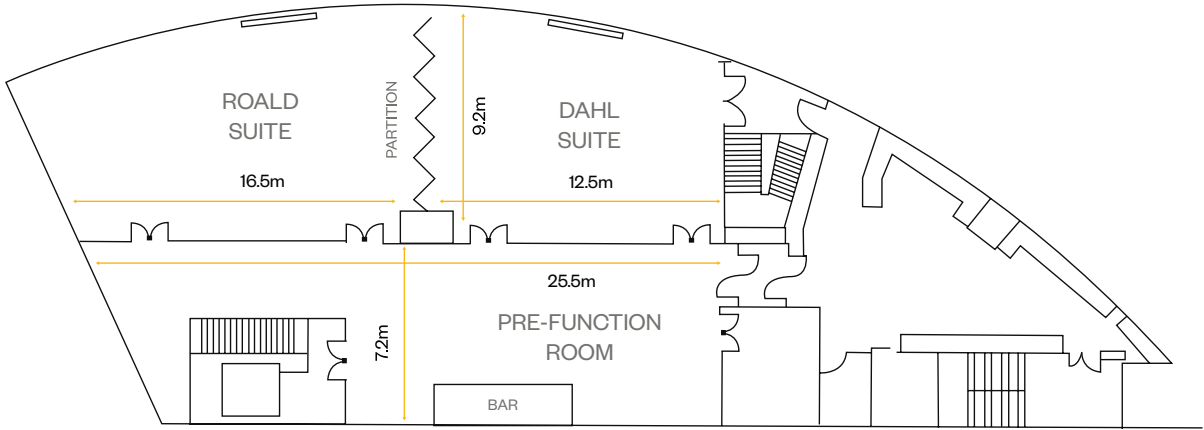 ROALD
SUITE
PARTITION
9.2m
DAHL
SUITE
16.5m
12.5m
25.5m
7.2m
PRE-FUNCTION
ROOM
BAR